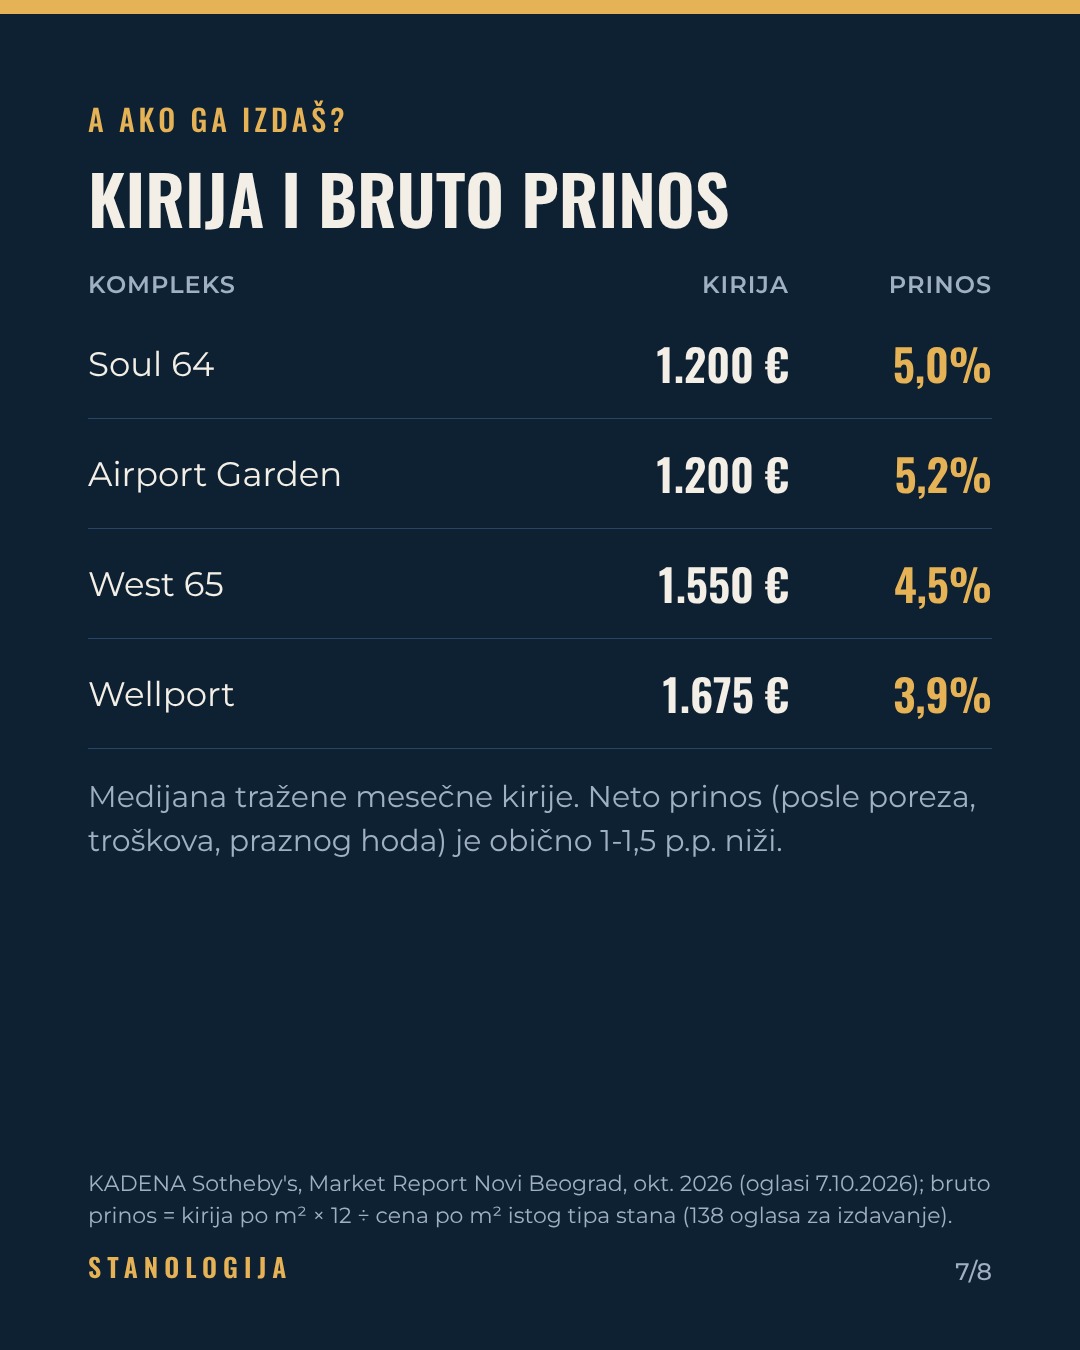 A AKO GA IZDAŠ?
KIRIJA I BRUTO PRINOS
KOMPLEKS KIRIJA PRINOS
Soul 64 1.200 € 5,0%
Airport Garden 1.200 € 5,2%
West 65 1.550 € 4,5%
Wellport 1.675 € 3,9%
Medijana tražene mesečne kirije. Neto prinos (posle poreza,
troškova, praznog hoda) je obično 1-1,5 p.p. niži.
KADENA Sotheby's, Market Report Novi Beograd, okt. 2026 (oglasi 7.10.2026); bruto
prinos = kirija po m² × 12 ÷ cena po m² istog tipa stana (138 oglasa za izdavanje).
STANOLOGIJA 7/8